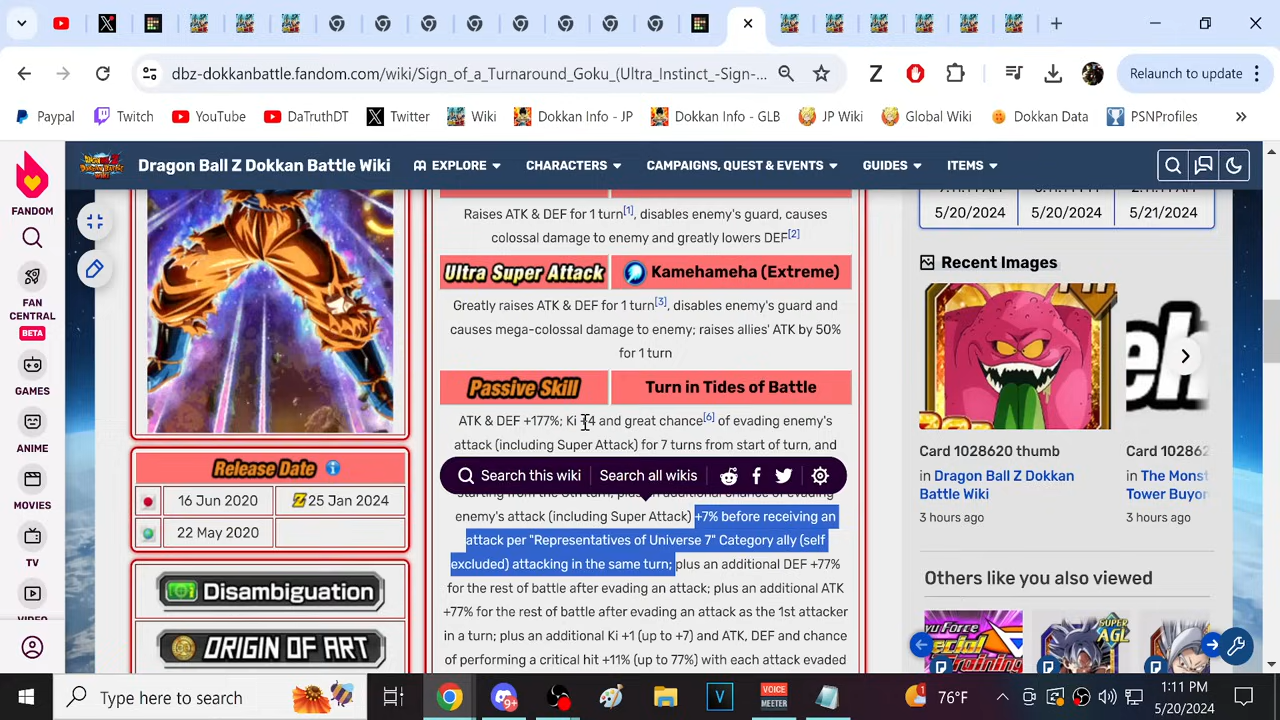 dbz-dokkanbattle.fandom.com/wiki/Sign_of_a_Turnaround_Goku_(Ultra_Instinct_-Sign-...
Relaunch to update
Paypal
Twitch
YouTube
DaTruthDT
Twitter
Wiki
Dokkan Info - JP
Dokkan Info - GLB
JP Wiki
Global Wiki
Dokkan Data
PSNProfiles
Dragon Ball Z Dokkan Battle Wiki
EXPLORE
CHARACTERS
CAMPAIGNS, QUEST & EVENTS
GUIDES
ITEMS
FANDOM
FAN CENTRAL
BETA
GAMES
ANIME
MOVIES
TV
VIDEO
Release Date
16 Jun 2020
25 Jan 2024
22 May 2020
Disambiguation
ORIGIN OF ART
Raises ATK & DEF for 1 turn[1], disables enemy's guard, causes
colossal damage to enemy and greatly lowers DEF[2]
Ultra Super Attack
Kamehameha (Extreme)
Greatly raises ATK & DEF for 1 turn[3], disables enemy's guard and
causes mega-colossal damage to enemy; raises allies' ATK by 50%
for 1 turn
Passive Skill
Turn in Tides of Battle
ATK & DEF +177%; Ki +4 and great chance[6] of evading enemy's
attack (including Super Attack) for 7 turns from start of turn, and
Search this wiki
Search all wikis
enemy's attack (including Super Attack) +7% before receiving an
attack per "Representatives of Universe 7" Category ally (self
excluded) attacking in the same turn; plus an additional DEF +77%
for the rest of battle after evading an attack; plus an additional ATK
+77% for the rest of battle after evading an attack as the 1st attacker
in a turn; plus an additional Ki +1 (up to +7) and ATK, DEF and chance
of performing a critical hit +11% (up to 77%) with each attack evaded
5/20/2024
5/20/2024
5/21/2024
Recent Images
Card 1028620 thumb
in Dragon Ball Z Dokkan
Battle Wiki
3 hours ago
Card 1028620
in The Monst
Tower Buyor
3 hours ago
Others like you also viewed
SUPER
AGL
Type here to search
9+
VOICE
MEETER
1
76°F
1:11 PM
5/20/2024